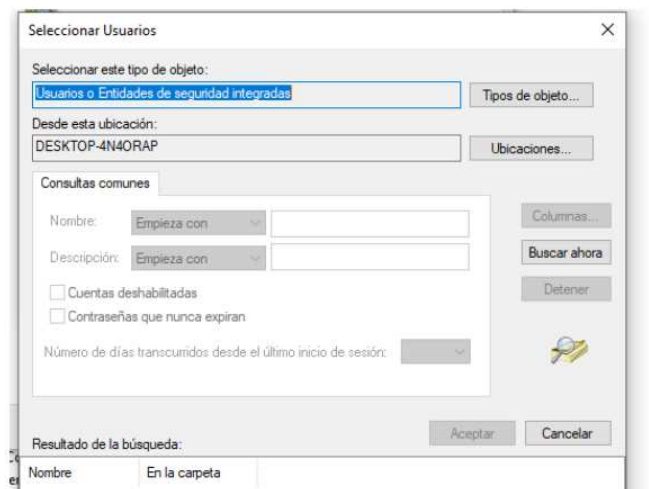 Seleccionar Usuarios
Seleccionar este tipo de objeto:
Usuarios o Entidades de seguridad integradas
Tipos de objeto...
Desde esta ubicación:
DESKTOP-4N4ORAP
Ubicaciones...
Consultas comunes
Nombre: Empieza con
Columnas...
Descripción: Empieza con
Buscar ahora
Cuentas deshabilitadas
Detener
Contraseñas que nunca expiran
Número de días transcurridos desde el último inicio de sesión:
Aceptar Cancelar
Resultado de la búsqueda:
Nombre En la carpeta